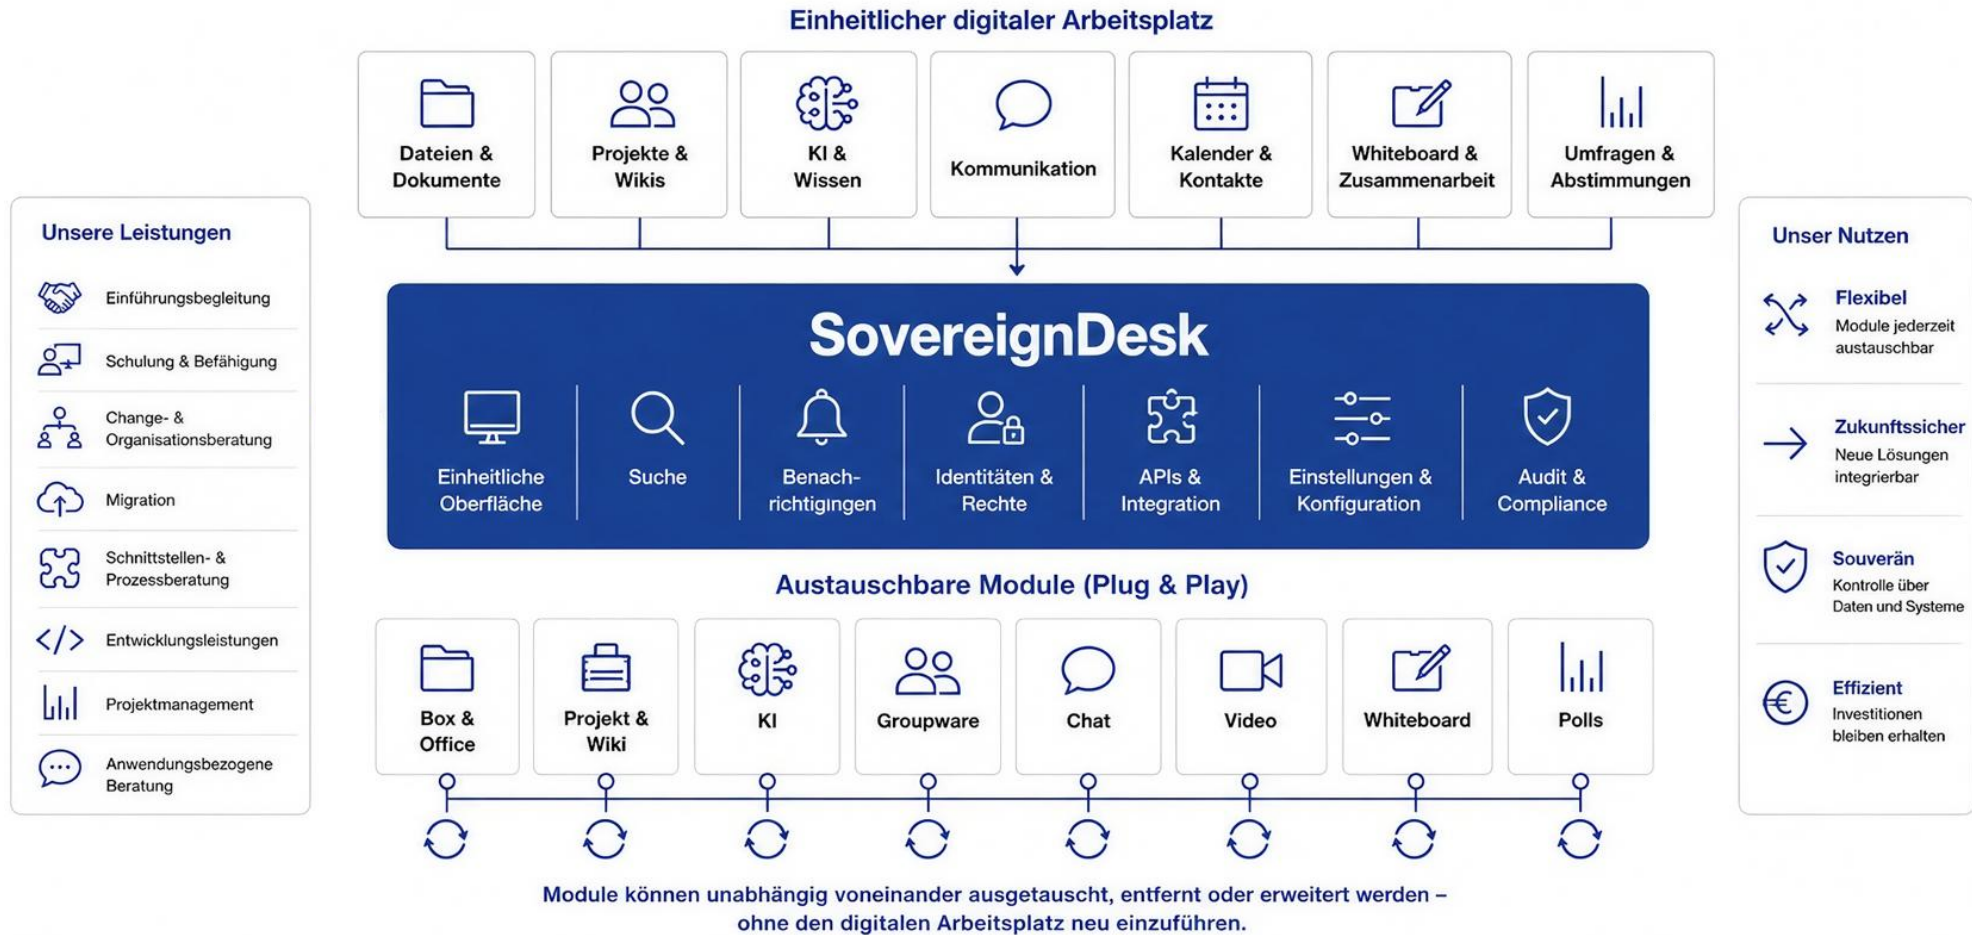 Einheitlicher digitaler Arbeitsplatz
Dateien &
Dokumente
Projekte &
Wikis
KI &
Wissen
Kommunikation
Kalender &
Kontakte
Whiteboard &
Zusammenarbeit
Umfragen &
Abstimmungen
Unsere Leistungen
Einführungsbegleitung
Schulung & Befähigung
Change- &
Organisationsberatung
Migration
Schnittstellen- &
Prozessberatung
Entwicklungsleistungen
Projektmanagement
Anwendungsbezogene
Beratung
SovereignDesk
Einheitliche
Oberfläche
Suche
Benach-
richtigingen
Identitäten &
Rechte
APIs &
Integration
Einstellungen &
Konfiguration
Audit &
Compliance
Austauschbare Module (Plug & Play)
Box &
Office
Projekt &
Wiki
KI
Groupware
Chat
Video
Whiteboard
Polls
Module können unabhängig voneinander ausgetauscht, entfernt oder erweitert werden –
ohne den digitalen Arbeitsplatz neu einzuführen.
Unser Nutzen
Flexibel
Module jederzeit
austauschbar
Zukunftssicher
Neue Lösungen
integrierbar
Souverän
Kontrolle über
Daten und Systeme
Effizient
Investitionen
bleiben erhalten